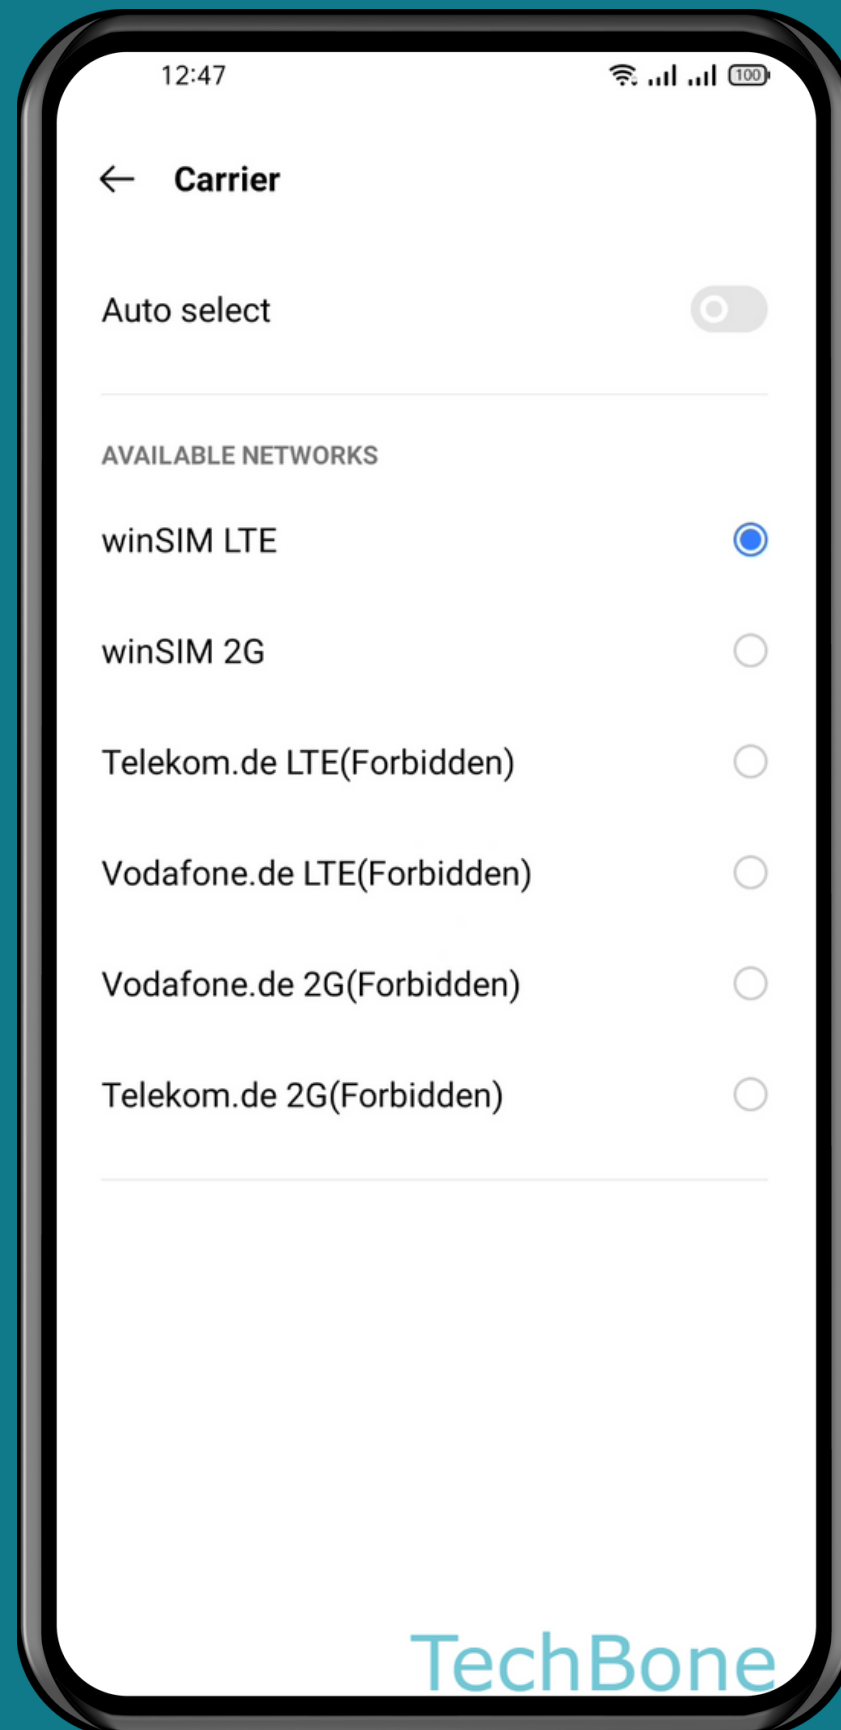 12:47
100
Carrier
Auto select
AVAILABLE NETWORKS
winSIM LTE
winSIM 2G
Telekom.de LTE(Forbidden)
Vodafone.de LTE(Forbidden)
Vodafone.de 2G(Forbidden)
Telekom.de 2G(Forbidden)
TechBone